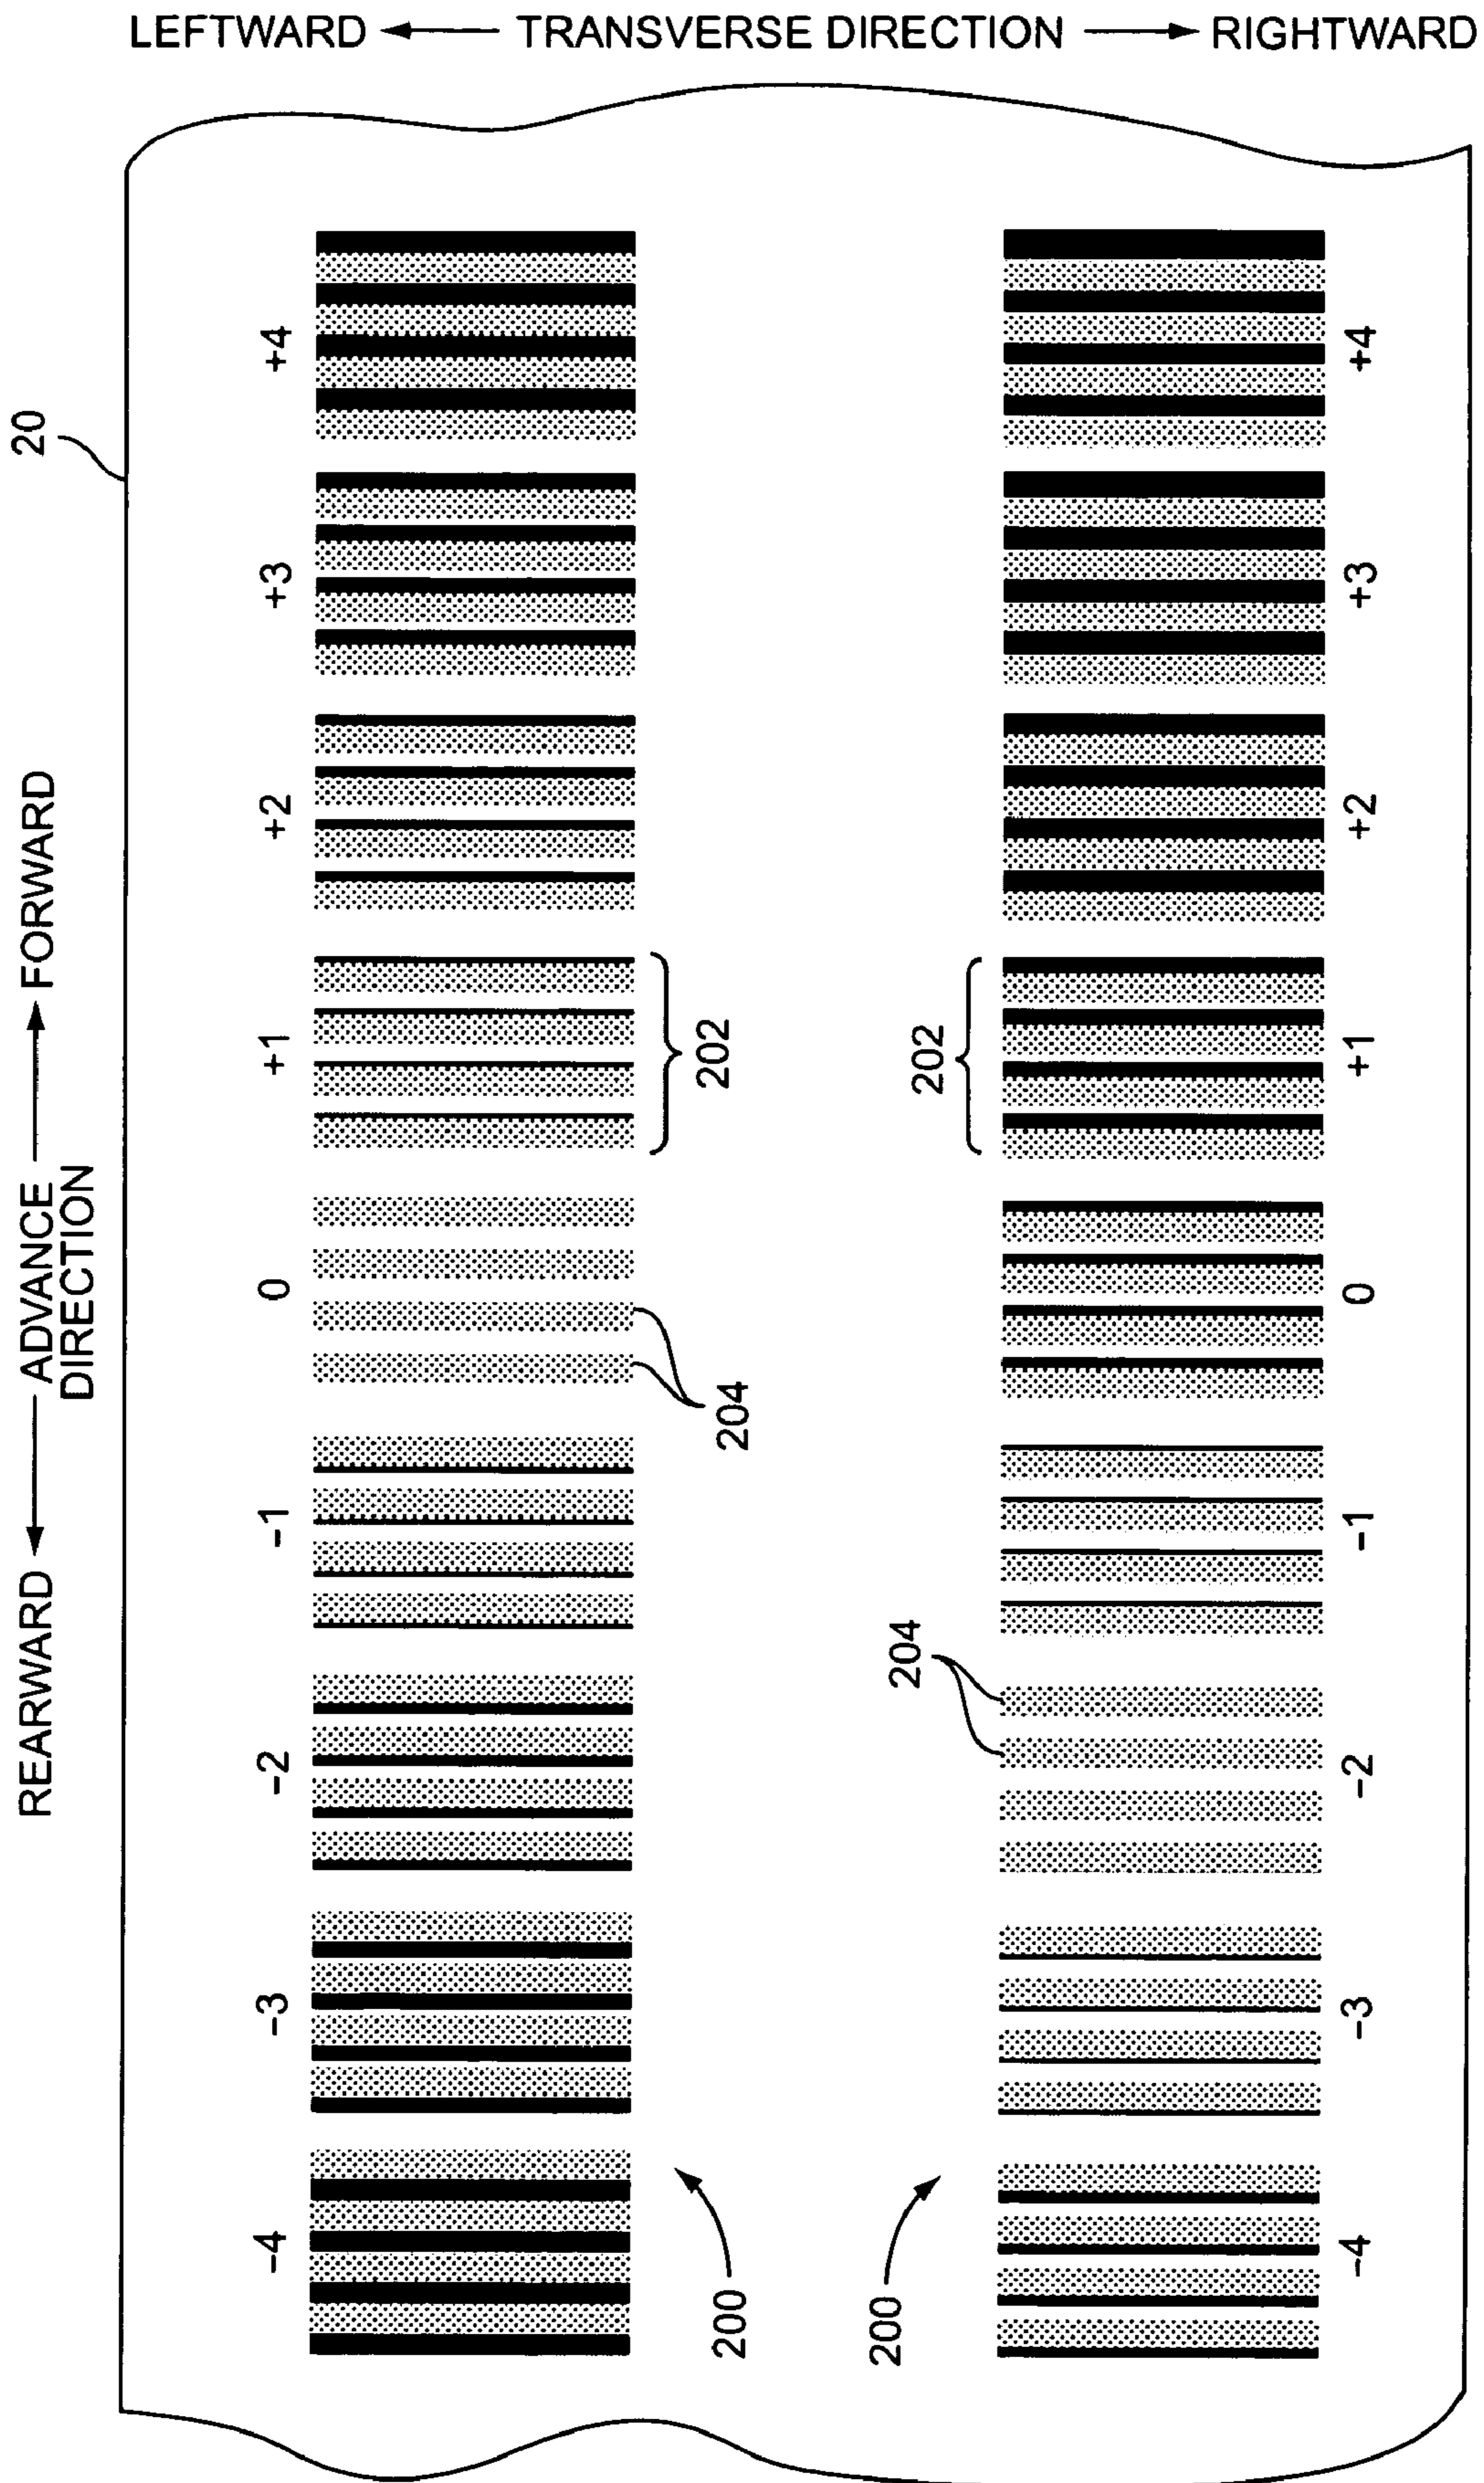 LEFTWARD TRANSVERSE DIRECTION RIGHTWARD
REARWARD ADVANCE DIRECTION FORWARD
20
-4 -3 -2 -1 0 +1 +2 +3 +4
202
204
200
200
204
202
-4 -3 -2 -1 0 +1 +2 +3 +4